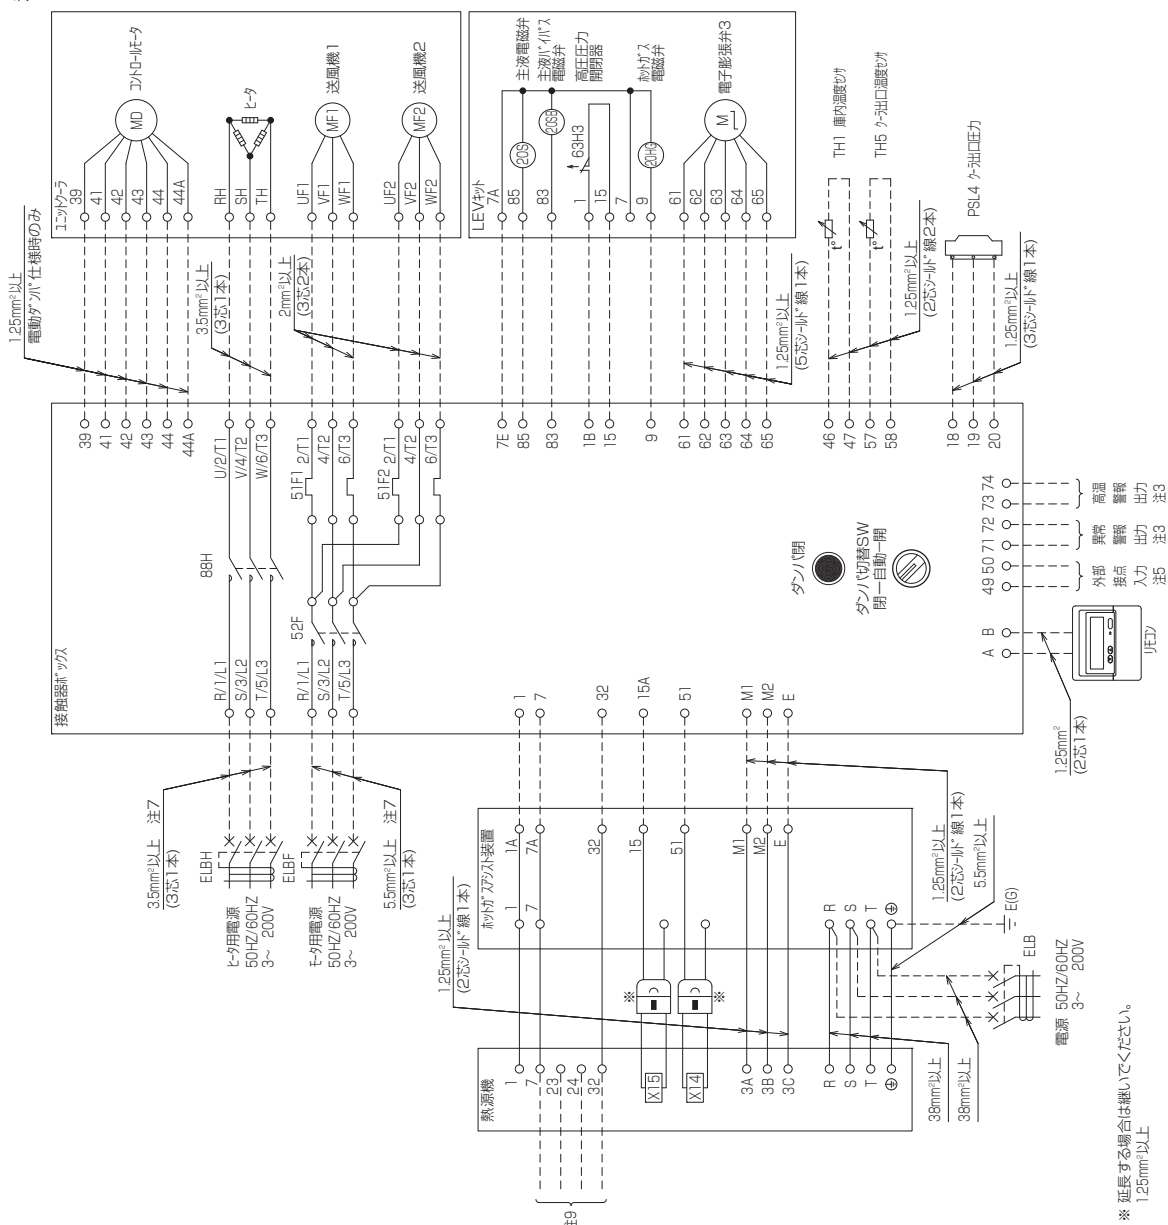 1.25mm²以上
電動ダンパ仕様時のみ
ユニットクーラ
39
41
42
43
44
44A
MD
コントロールモータ
3.5mm²以上
(3芯1本)
RH
SH
TH
ヒータ
2mm²以上
(3芯2本)
UF1
VF1
WF1
MF1
送風機1
UF2
VF2
WF2
MF2
送風機2
LEVキット
7A
85
83
1
15
7
9
20S
主液電磁弁
20SB
主液バイパス
電磁弁
63H3
高圧圧力
開閉器
20HG
ホットガス
電磁弁
61
62
63
64
65
M
電子膨張弁3
1.25mm²以上
(5芯シールド線1本)
t°
TH1 庫内温度センサ
t°
TH5 クーラ出口温度センサ
1.25mm²以上
(2芯シールド線2本)
PSL4 クーラ出口圧力
1.25mm²以上
(3芯シールド線1本)
接触器ボックス
39
41
42
43
44
44A
U/2/T1
V/4/T2
W/6/T3
88H
R/1/L1
S/3/L2
T/5/L3
51F1
2/T1
4/T2
6/T3
51F2
2/T1
4/T2
6/T3
52F
R/1/L1
S/3/L2
T/5/L3
7E
85
83
1B
15
9
61
62
63
64
65
46
47
57
58
18
19
20
ダンパ閉
ダンパ切替SW
閉ー自動ー開
A
B
49
50
71
72
73
74
外部
接点
入力
注5
異常
警報
出力
注3
高温
警報
出力
注3
リモコン
1.25mm²
(2芯1本)
1
7
32
15A
51
M1
M2
E
3.5mm²以上 注7
(3芯1本)
ELBH
ヒータ用電源
50HZ/60HZ
3~ 200V
ELBF
モータ用電源
50HZ/60HZ
3~ 200V
5.5mm²以上 注7
(3芯1本)
ホットガスアシスト装置
1
1A
7
7A
32
15
51
M1
M2
E
R
S
T
1.25mm²以上
(2芯シールド線1本)
1.25mm²以上
(2芯シールド線1本)
5.5mm²以上
E(G)
ELB
電源 50HZ/60HZ
3~ 200V
※
※
熱源機
1
7
23
24
32
X15
X14
3A
3B
3C
R
S
T
38mm²以上
38mm²以上
注9
※ 延長する場合は継いでください。
1.25mm²以上